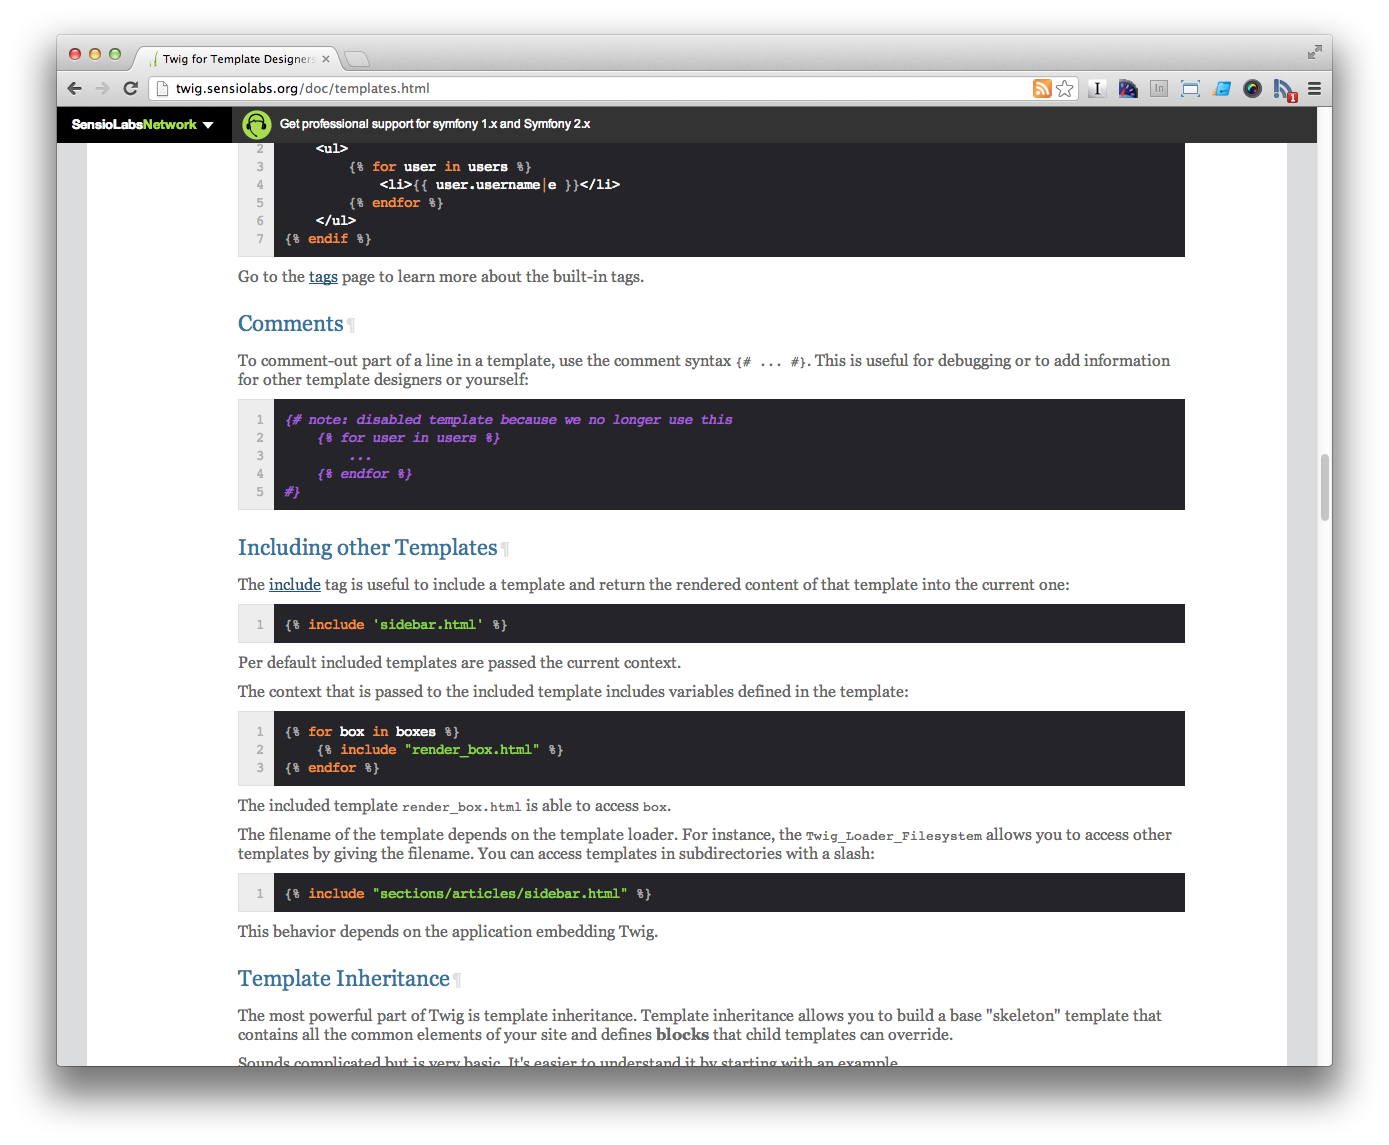 Twig for Template Designers
twig.sensiolabs.org/doc/templates.html
1
SensioLabsNetwork
Get professional support for symfony 1.x and Symfony 2.x
2 <ul>
3 {% for user in users %}
4 <li>{{ user.username|e }}</li>
5 {% endfor %}
6 </ul>
7 {% endif %}
Go to the tags page to learn more about the built-in tags.
Comments¶
To comment-out part of a line in a template, use the comment syntax {# ... #}. This is useful for debugging or to add information
for other template designers or yourself:
1 {# note: disabled template because we no longer use this
2 {% for user in users %}
3 ...
4 {% endfor %}
5 #}
Including other Templates¶
The include tag is useful to include a template and return the rendered content of that template into the current one:
1 {% include 'sidebar.html' %}
Per default included templates are passed the current context.
The context that is passed to the included template includes variables defined in the template:
1 {% for box in boxes %}
2 {% include "render_box.html" %}
3 {% endfor %}
The included template render_box.html is able to access box.
The filename of the template depends on the template loader. For instance, the Twig_Loader_Filesystem allows you to access other
templates by giving the filename. You can access templates in subdirectories with a slash:
1 {% include "sections/articles/sidebar.html" %}
This behavior depends on the application embedding Twig.
Template Inheritance¶
The most powerful part of Twig is template inheritance. Template inheritance allows you to build a base "skeleton" template that
contains all the common elements of your site and defines blocks that child templates can override.
Sounds complicated but is very basic. It's easier to understand it by starting with an example.